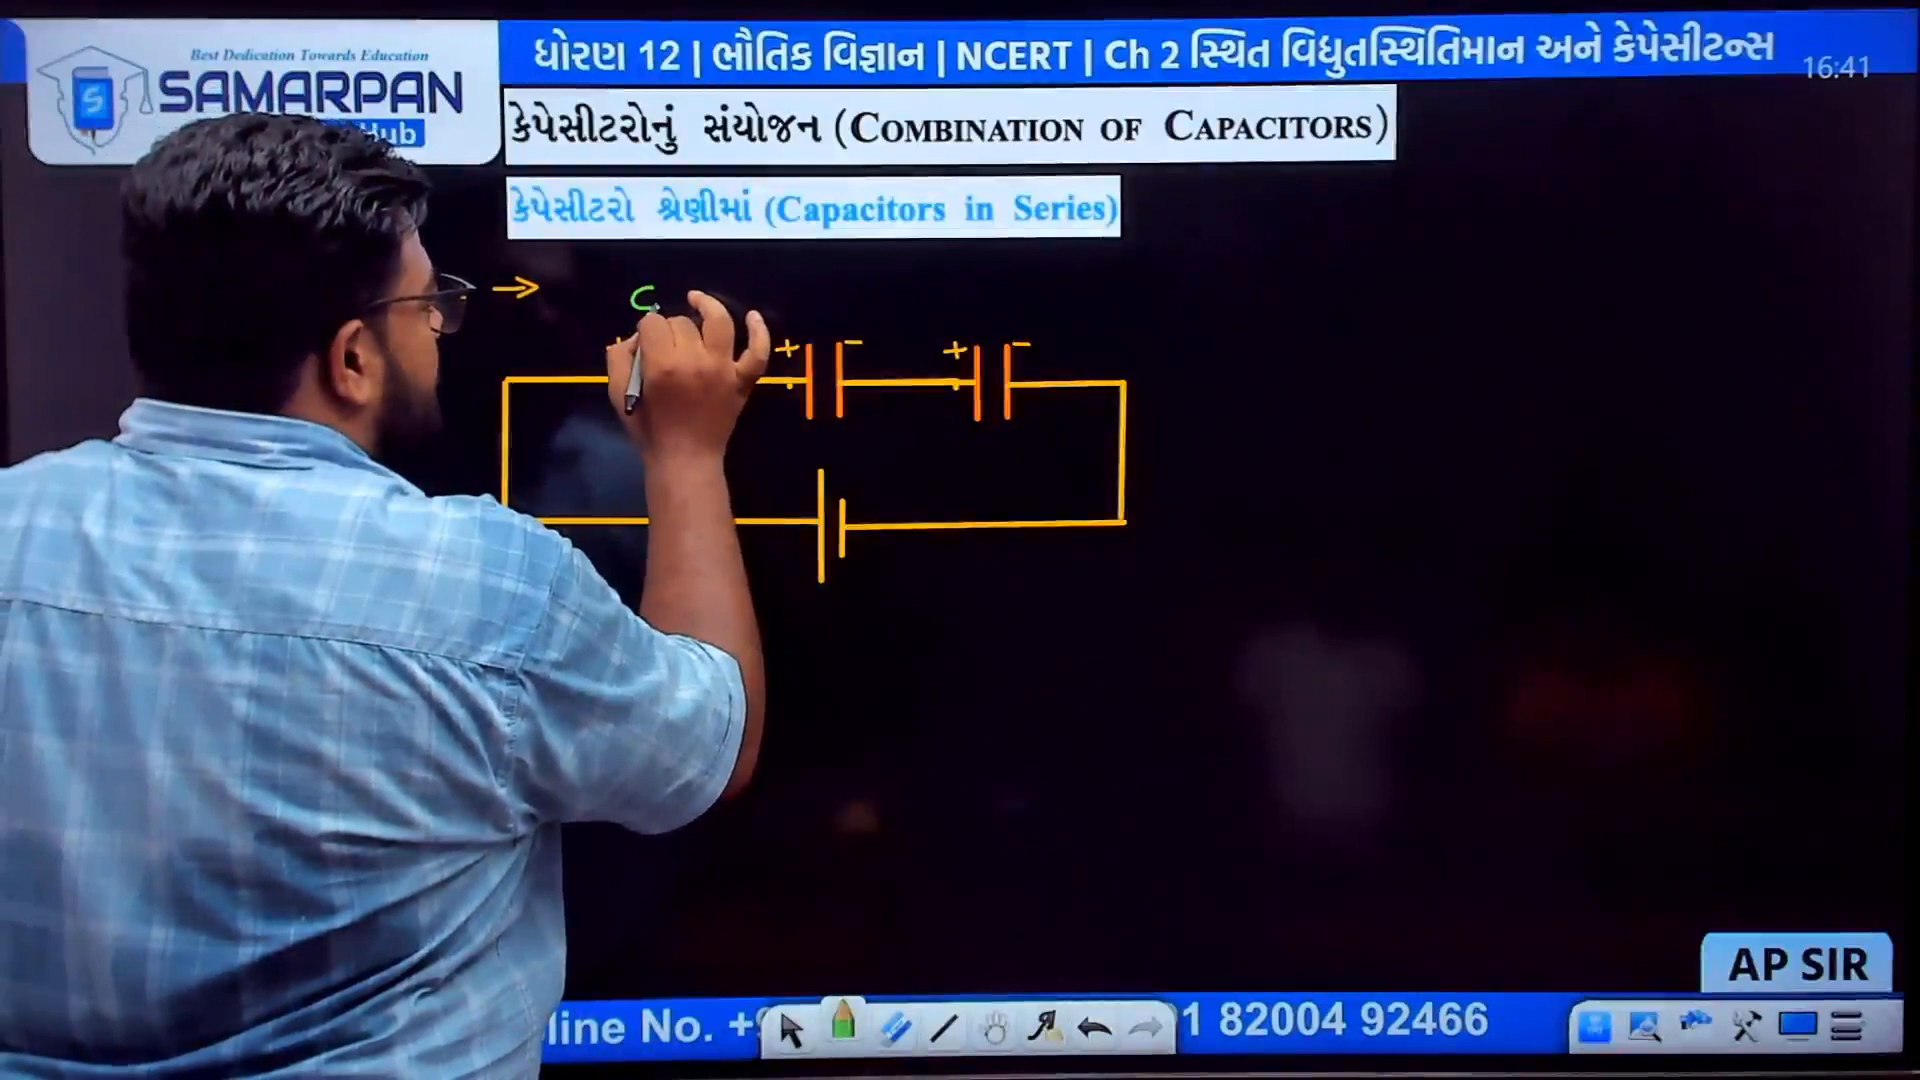 Best Dedication Towards Education
SAMARPAN
Hub
ધોરણ 12 | ભૌતિક વિજ્ઞાન | NCERT | Ch 2 સ્થિત વિદ્યુતસ્થિતિમાન અને કેપેસીટન્સ
16:41
કેપેસીટરોનું સંયોજન (COMBINATION OF CAPACITORS)
કેપેસીટરો શ્રેણીમાં (Capacitors in Series)
C
+ - + -
AP SIR
line No. +9 1 82004 92466